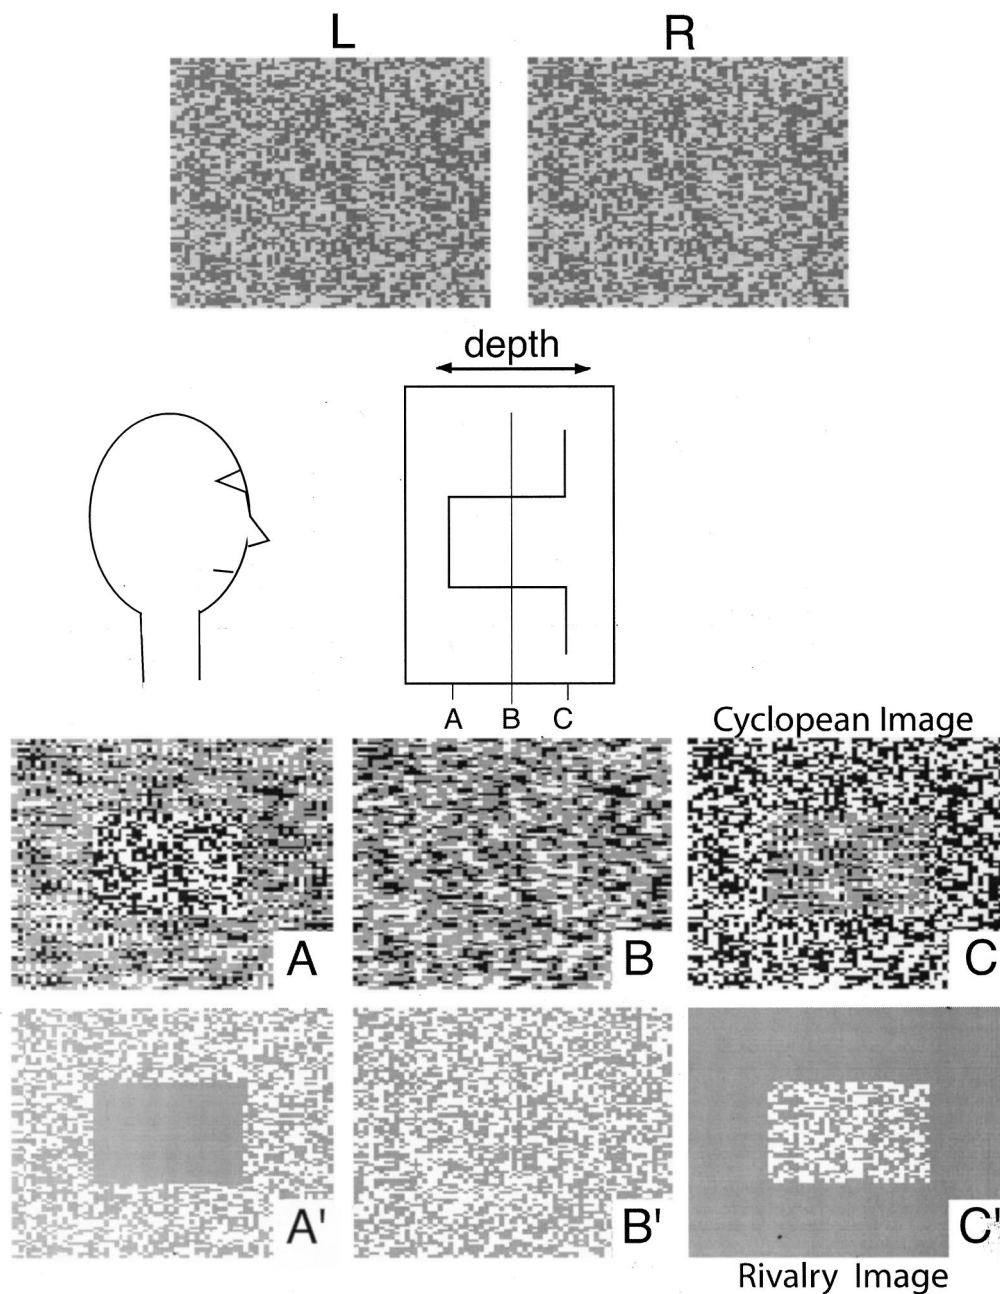 L R
depth
A B C
Cyclopean Image
A B C
A' B' C'
Rivalry Image